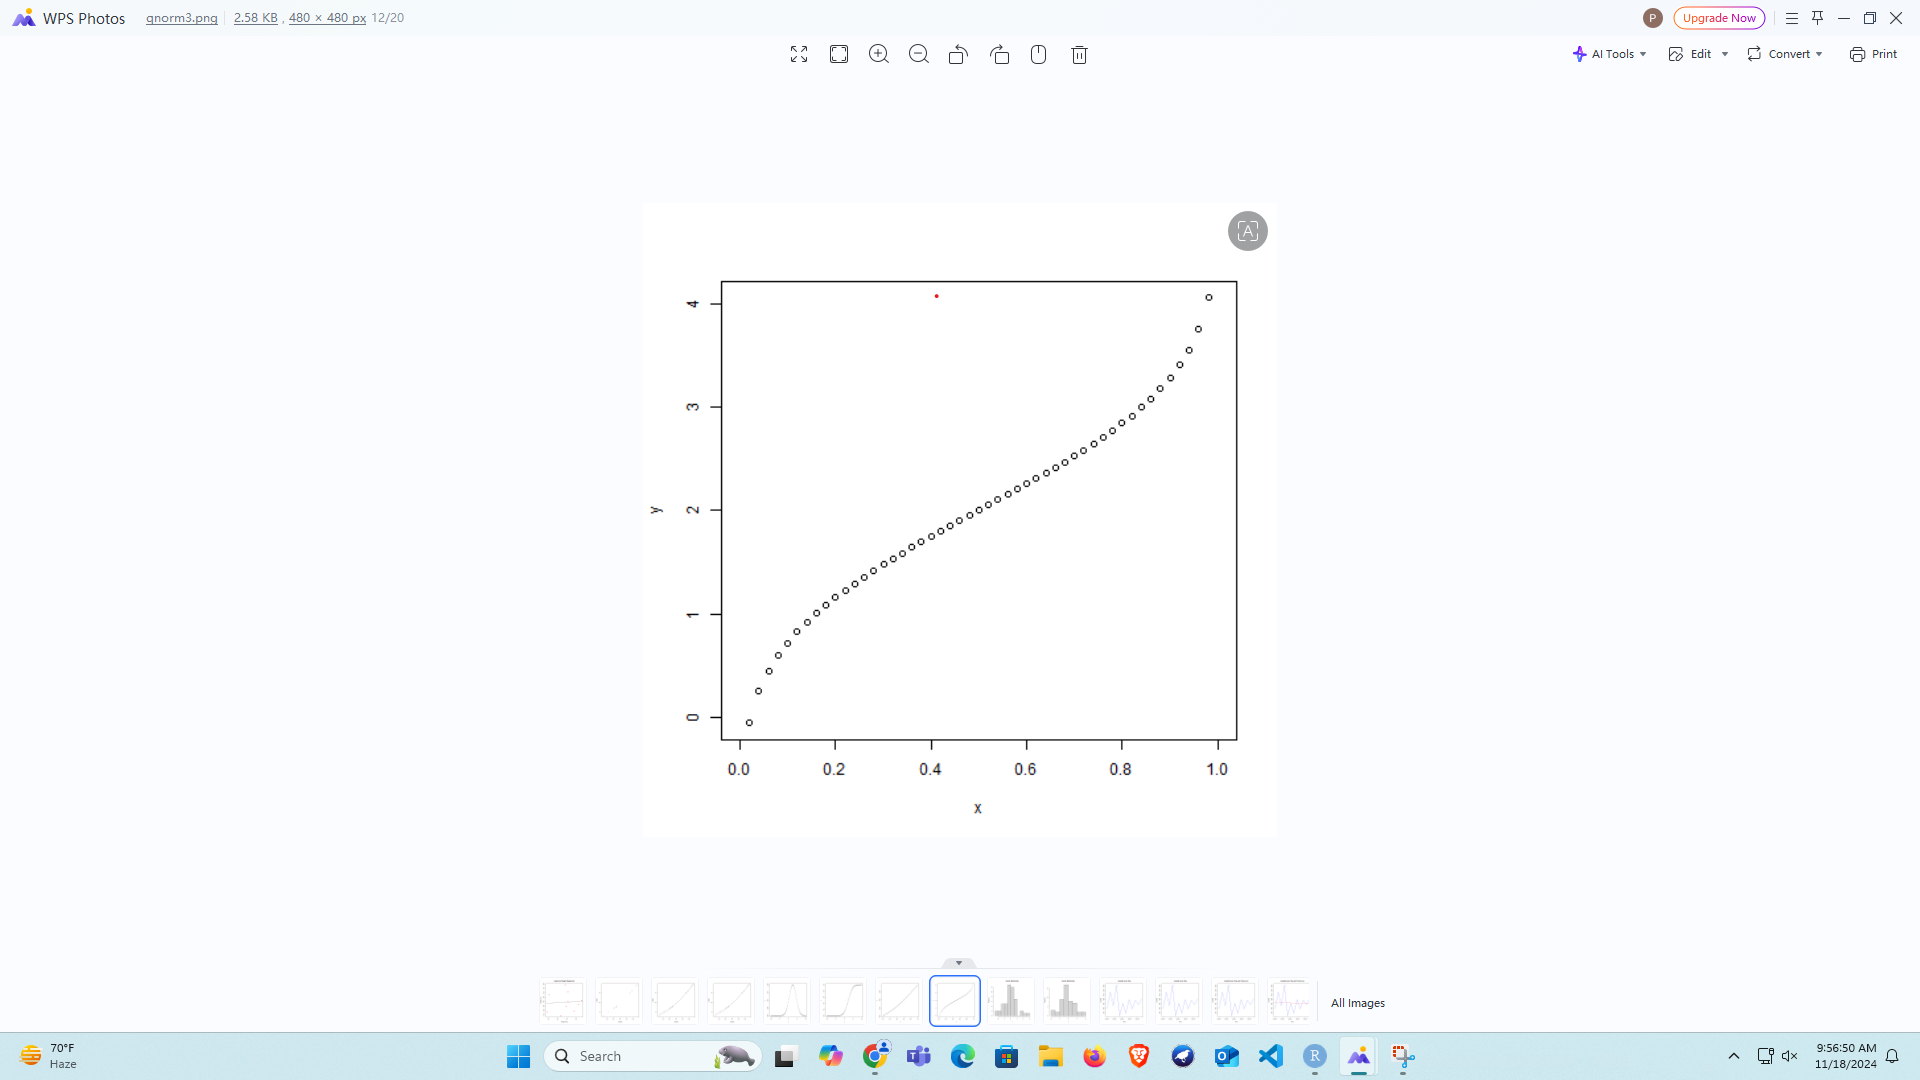 WPS Photos qnorm3.png 2.58 KB , 480 × 480 px 12/20 P Upgrade Now
AI Tools Edit Convert Print
A
4
3
2
1
0
y
0.0 0.2 0.4 0.6 0.8 1.0
x
All Images
70°F
Haze
Search
9:56:50 AM
11/18/2024